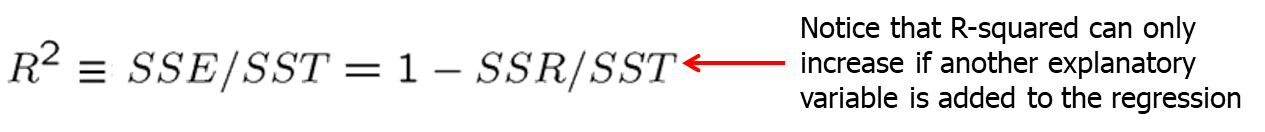 R² ≡ SSE/SST = 1 − SSR/SST
Notice that R-squared can only
increase if another explanatory
variable is added to the regression